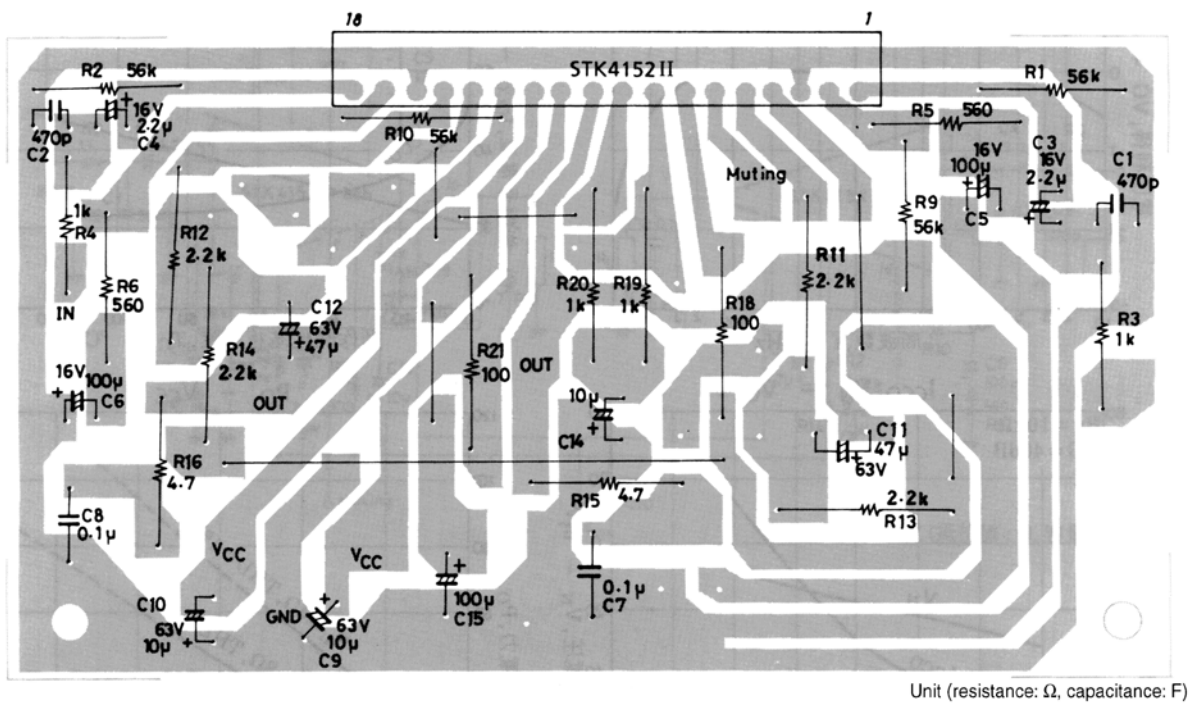 18
1
STK4152 II
R2
56k
R1
56k
16V
2.2μ
C4
470p
C2
R10
56k
R5
560
16V
100μ
C5
C3
16V
2.2μ
C1
470p
Muting
1k
R4
R12
2.2k
R9
56k
R6
560
R11
2.2k
IN
C12
63V
47μ
R20
1k
R19
1k
R18
100
R3
1k
R14
2.2k
R21
100
OUT
16V
100μ
C6
OUT
10μ
C14
C11
47μ
63V
R16
4.7
R15
4.7
2.2k
R13
C8
0.1μ
VCC
VCC
100μ
C15
0.1μ
C7
C10
63V
10μ
GND
63V
10μ
C9
Unit (resistance: Ω, capacitance: F)